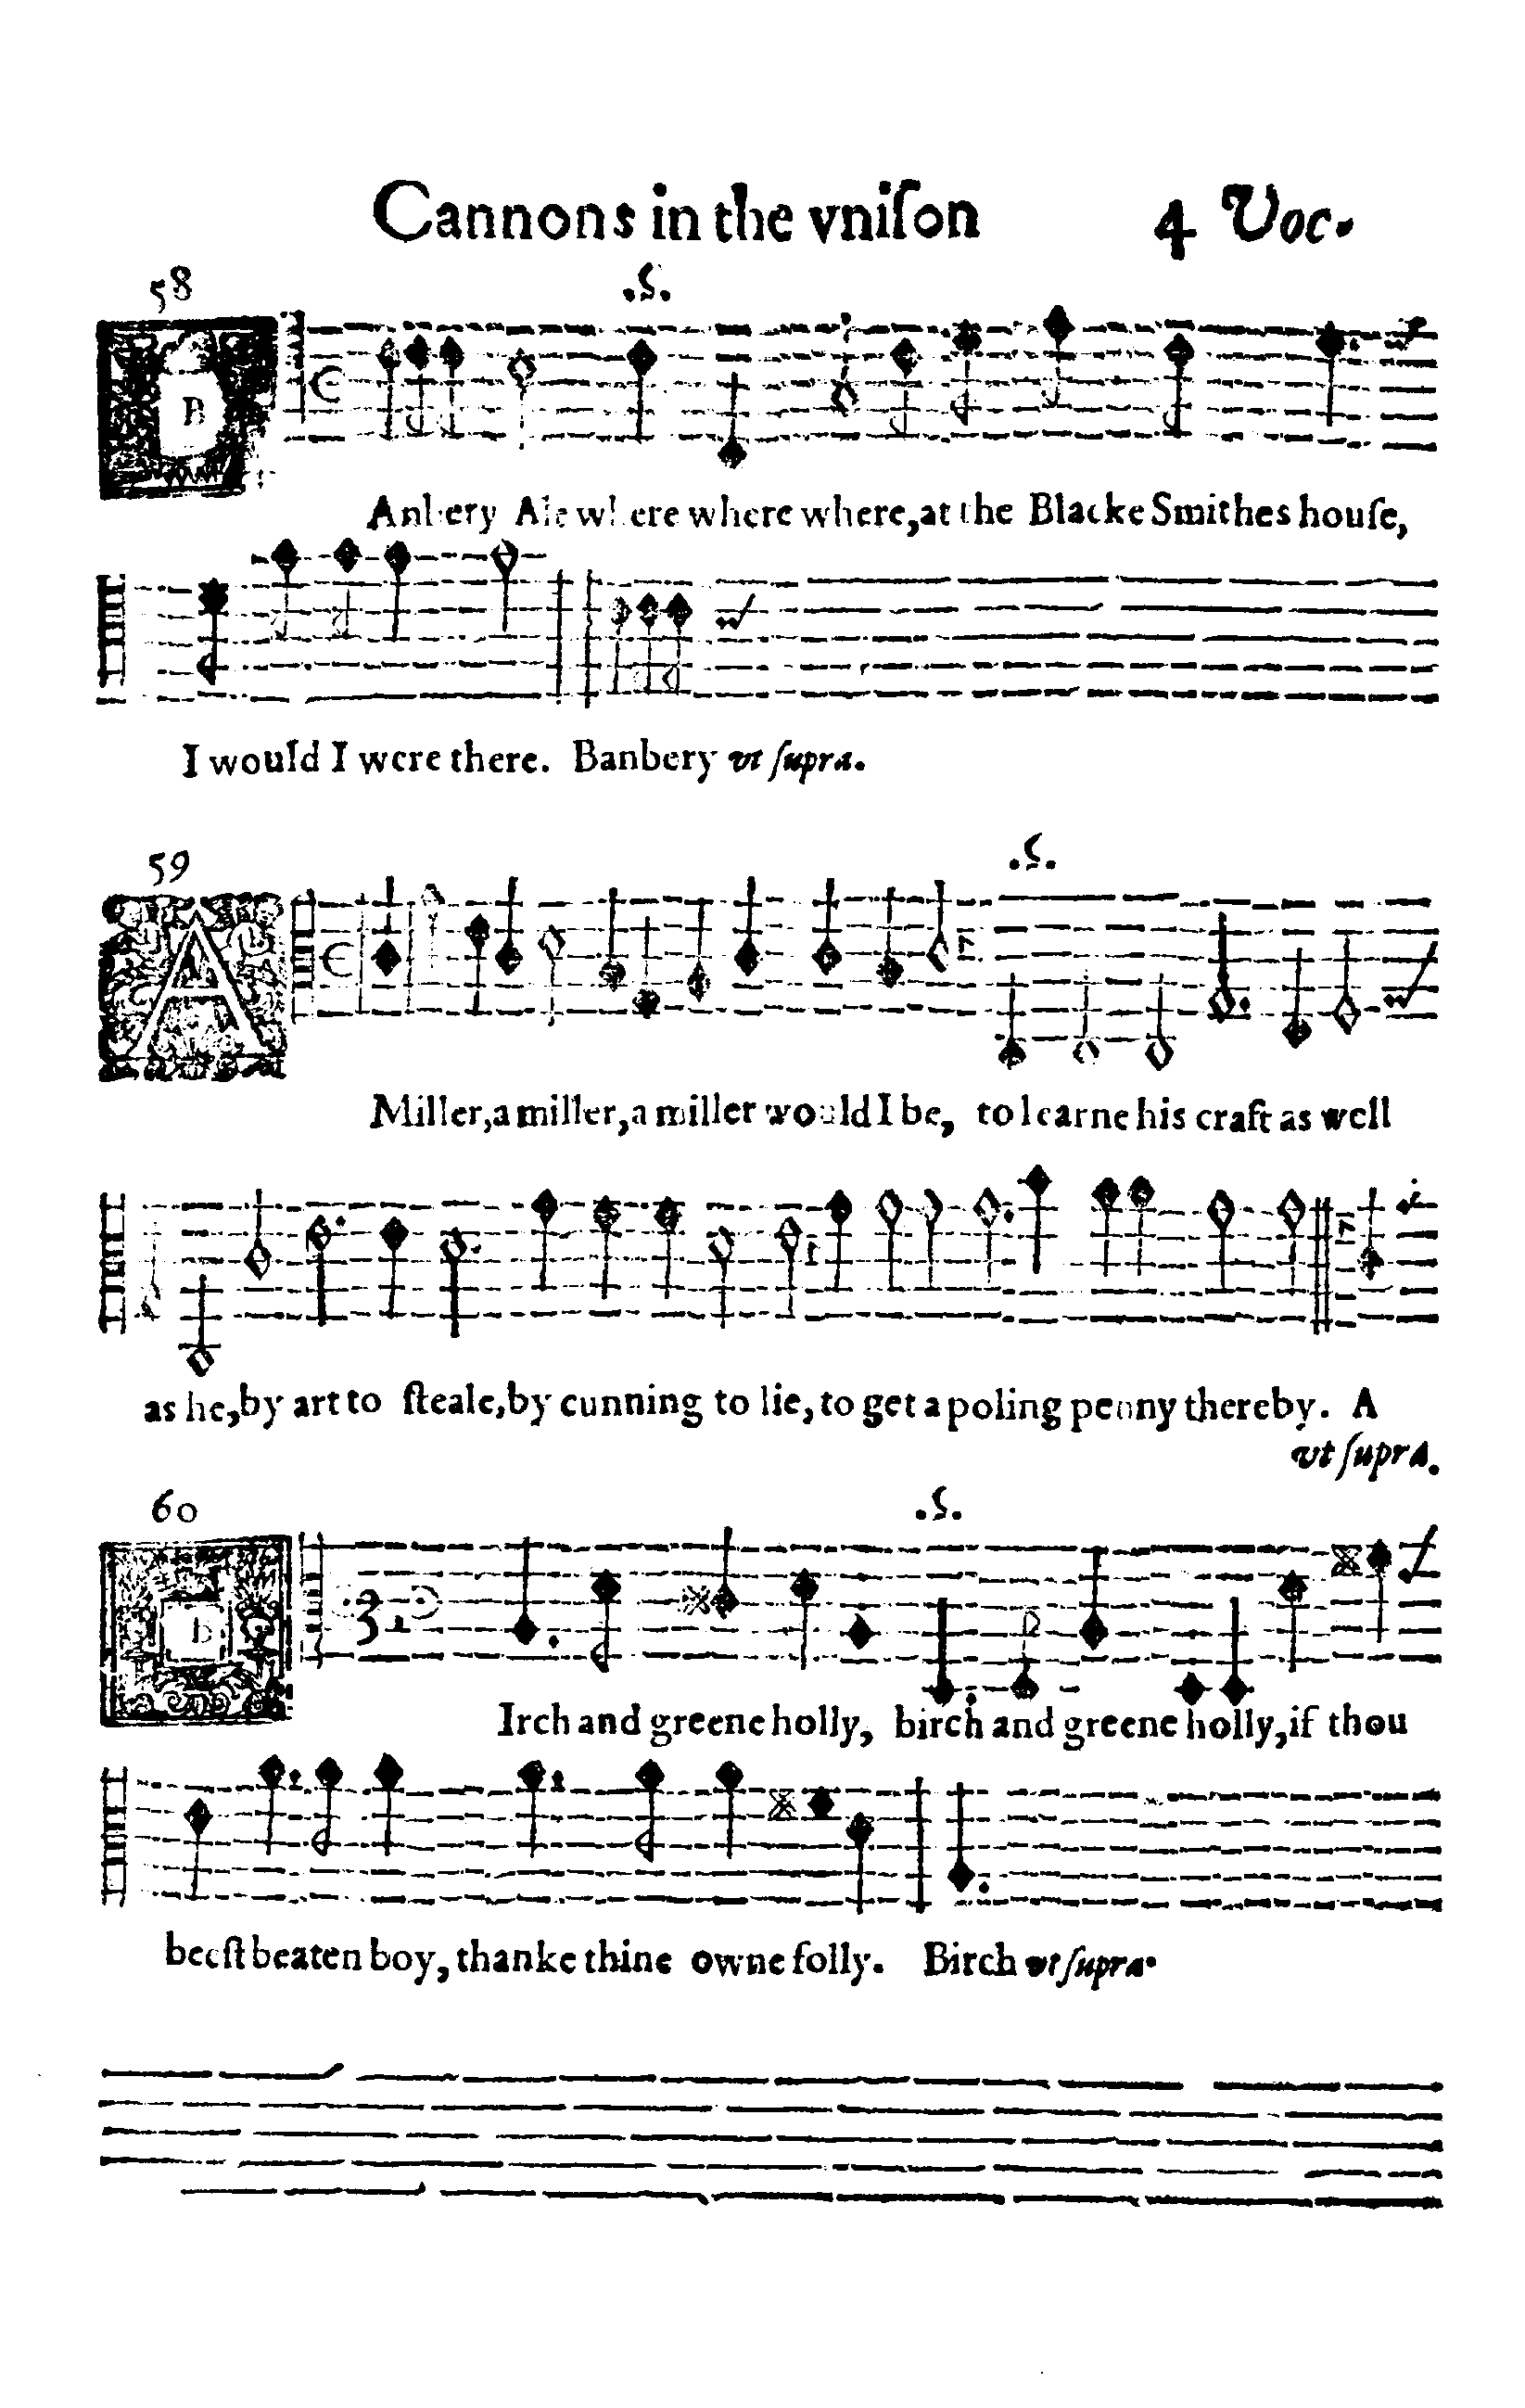 Cannons in the vniſon 4 Voc.
58 .S.
B
Anbery Ale where where where,at the Blacke Smithes houſe,
I would I were there. Banbery vt ſupra.
59 .S.
A
Miller,a miller,a miller would I be, to learne his craft as well
as he,by art to ſteale,by cunning to lie,to get a poling penny thereby. A
vt ſupra.
60 .S.
B
Irch and greene holly, birch and greene holly,if thou
beeſt beaten boy, thanke thine owne folly. Birch vt ſupra.